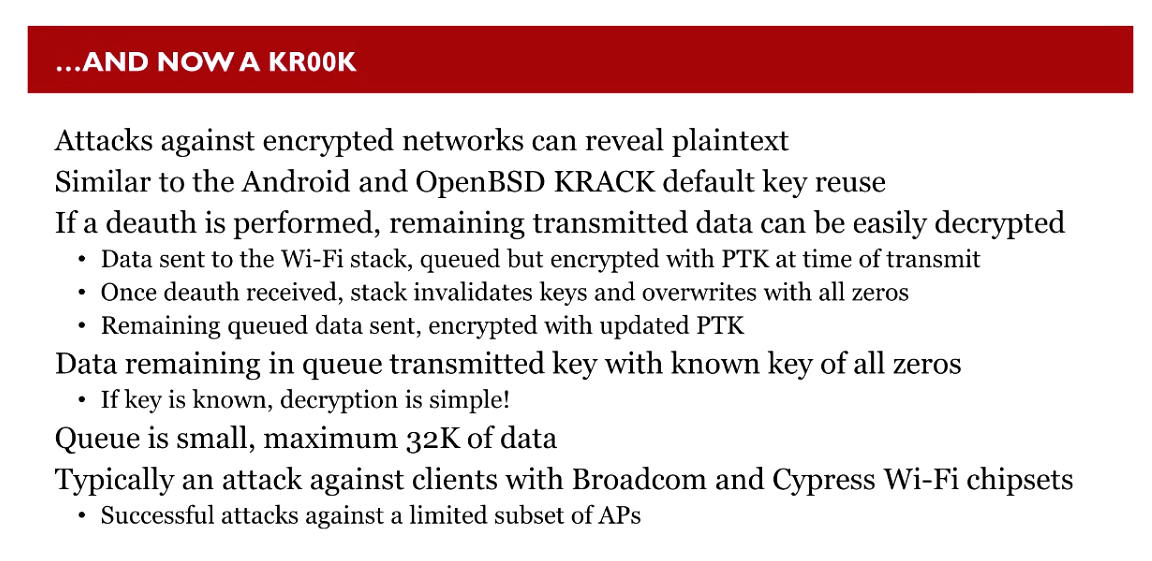 ...AND NOW A KR00K
Attacks against encrypted networks can reveal plaintext
Similar to the Android and OpenBSD KRACK default key reuse
If a deauth is performed, remaining transmitted data can be easily decrypted
• Data sent to the Wi-Fi stack, queued but encrypted with PTK at time of transmit
• Once deauth received, stack invalidates keys and overwrites with all zeros
• Remaining queued data sent, encrypted with updated PTK
Data remaining in queue transmitted key with known key of all zeros
• If key is known, decryption is simple!
Queue is small, maximum 32K of data
Typically an attack against clients with Broadcom and Cypress Wi-Fi chipsets
• Successful attacks against a limited subset of APs